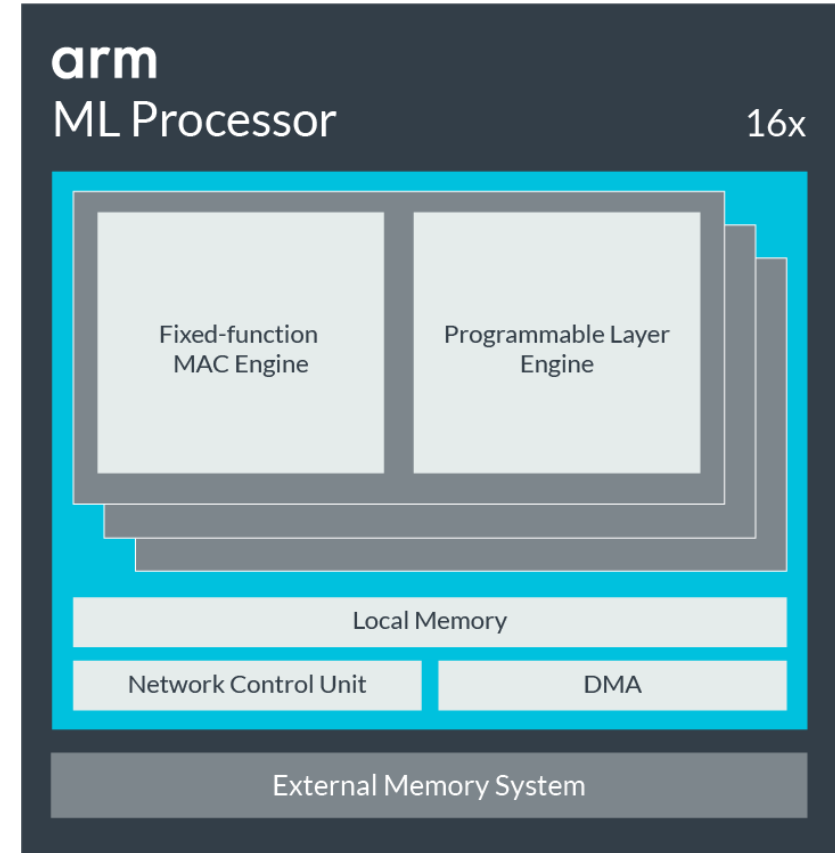 arm
ML Processor
16x
Fixed-function
MAC Engine
Programmable Layer
Engine
Local Memory
Network Control Unit
DMA
External Memory System